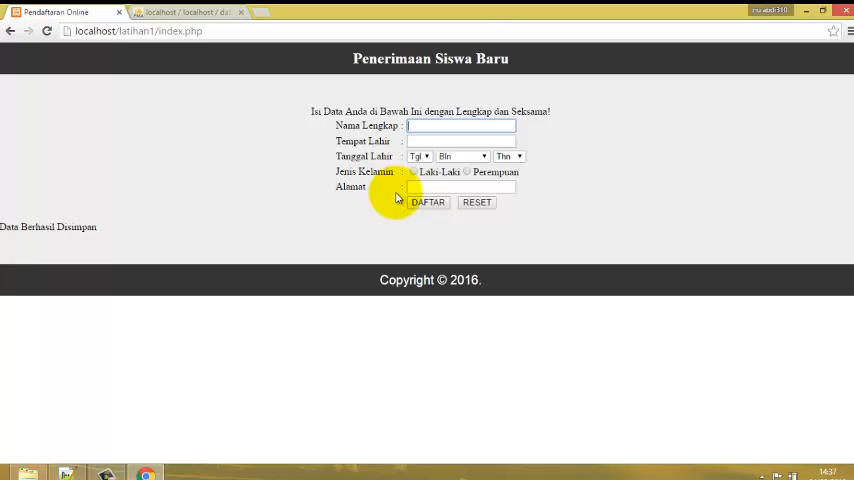 Pendaftaran Online
localhost / localhost / da
localhost/latihan1/index.php
Penerimaan Siswa Baru
Isi Data Anda di Bawah Ini dengan Lengkap dan Seksama!
Nama Lengkap :
Tempat Lahir :
Tanggal Lahir : Tgl Bln Thn
Jenis Kelamin : Laki-Laki Perempuan
Alamat :
DAFTAR RESET
Data Berhasil Disimpan
Copyright © 2016.
14:37